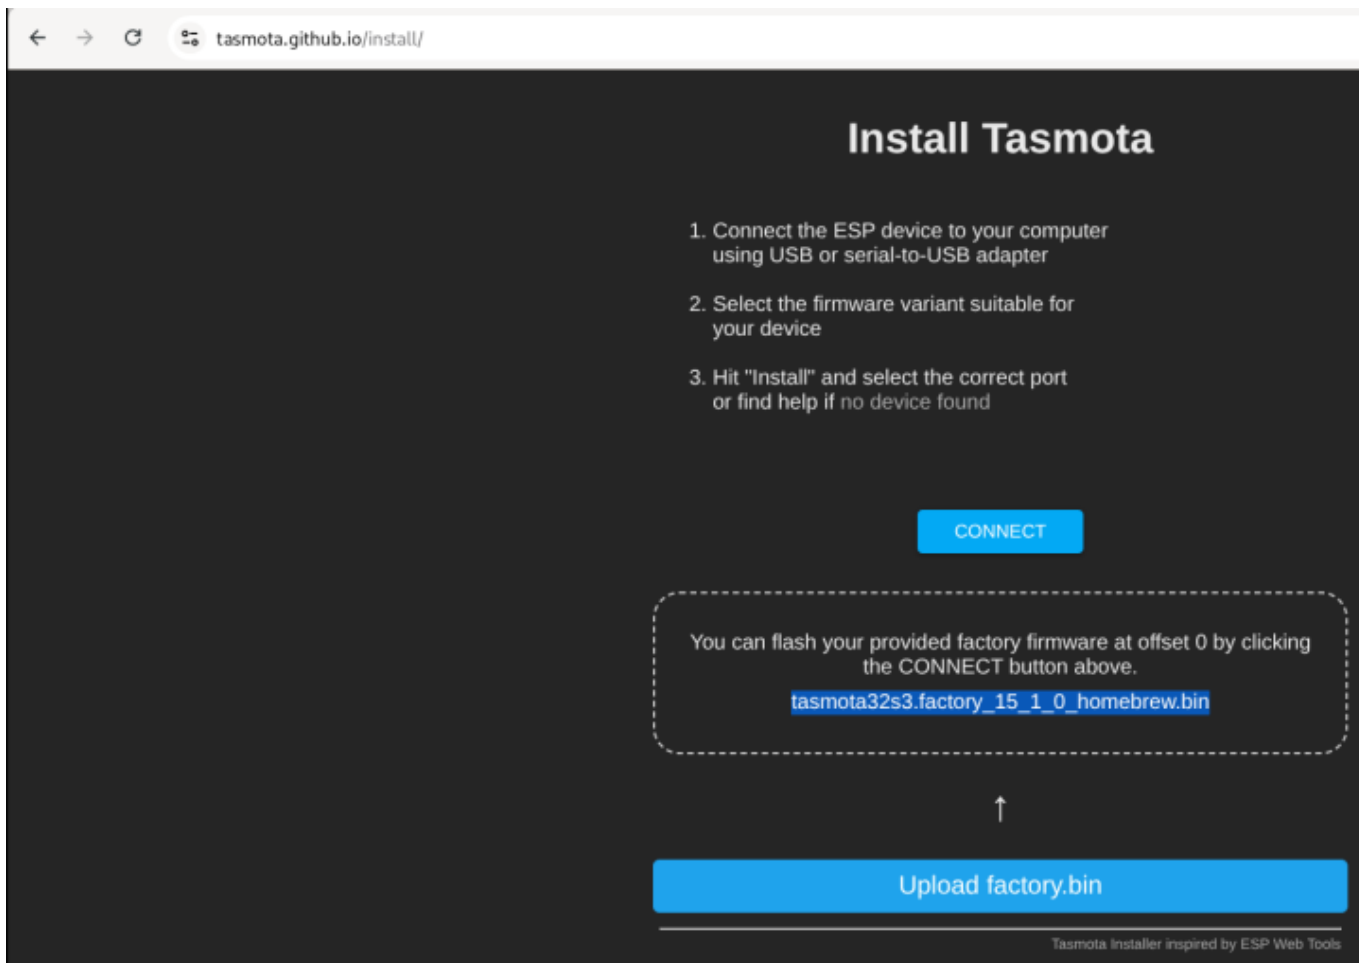 tasmota.github.io/install/
Install Tasmota
1. Connect the ESP device to your computer
using USB or serial-to-USB adapter
2. Select the firmware variant suitable for
your device
3. Hit "Install" and select the correct port
or find help if no device found
CONNECT
You can flash your provided factory firmware at offset 0 by clicking
the CONNECT button above.
tasmota32s3.factory_15_1_0_homebrew.bin
↑
Upload factory.bin
Tasmota Installer inspired by ESP Web Tools